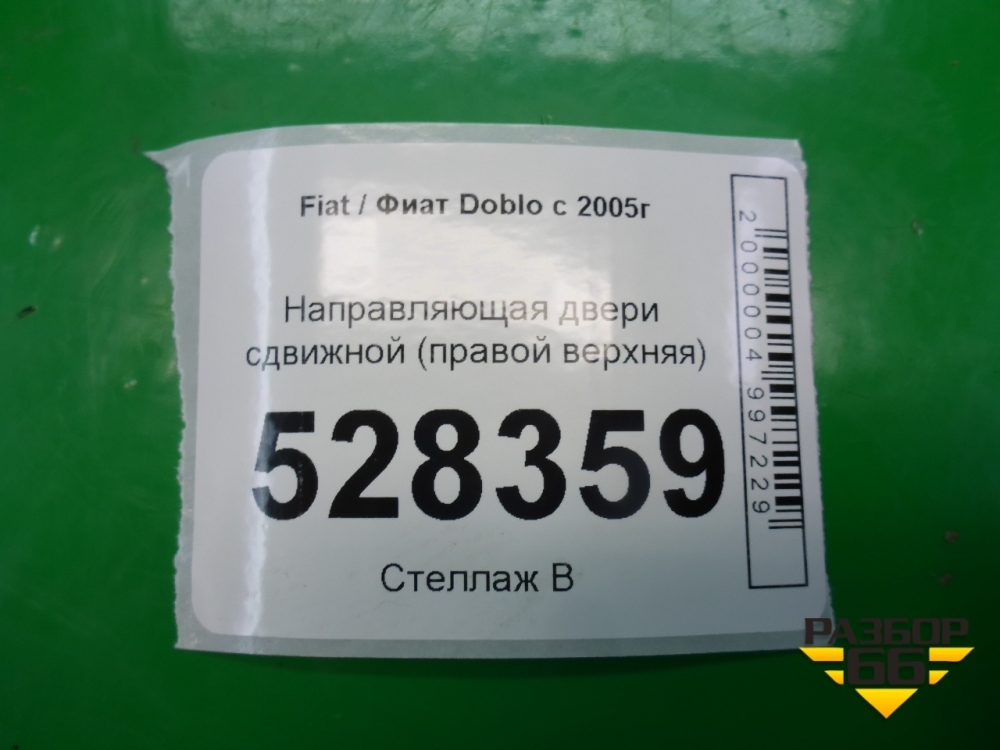 Fiat / Фиат Doblo с 2005г
Направляющая двери
сдвижной (правой верхняя)
528359
Стеллаж В
2000004997229
РАЗБОР
66